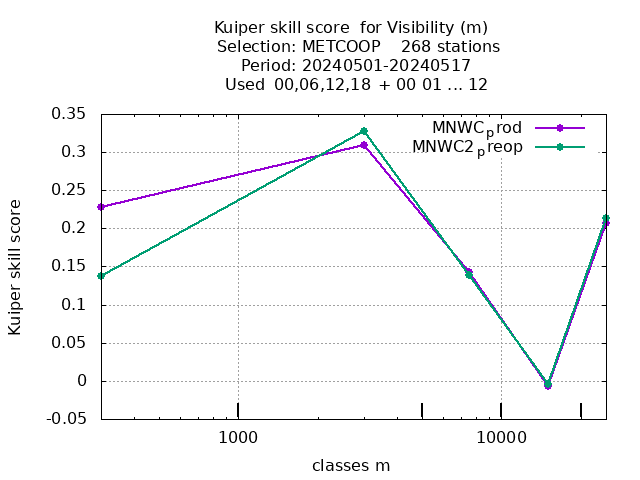 Kuiper skill score  for Visibility (m)
Selection: METCOOP    268 stations
Period: 20240501-20240517
Used  00,06,12,18 + 00 01 ... 12
0.35
0.3
0.25
0.2
0.15
0.1
0.05
0
-0.05
Kuiper skill score
MNWCprod
MNWC2preop
1000 10000
classes m